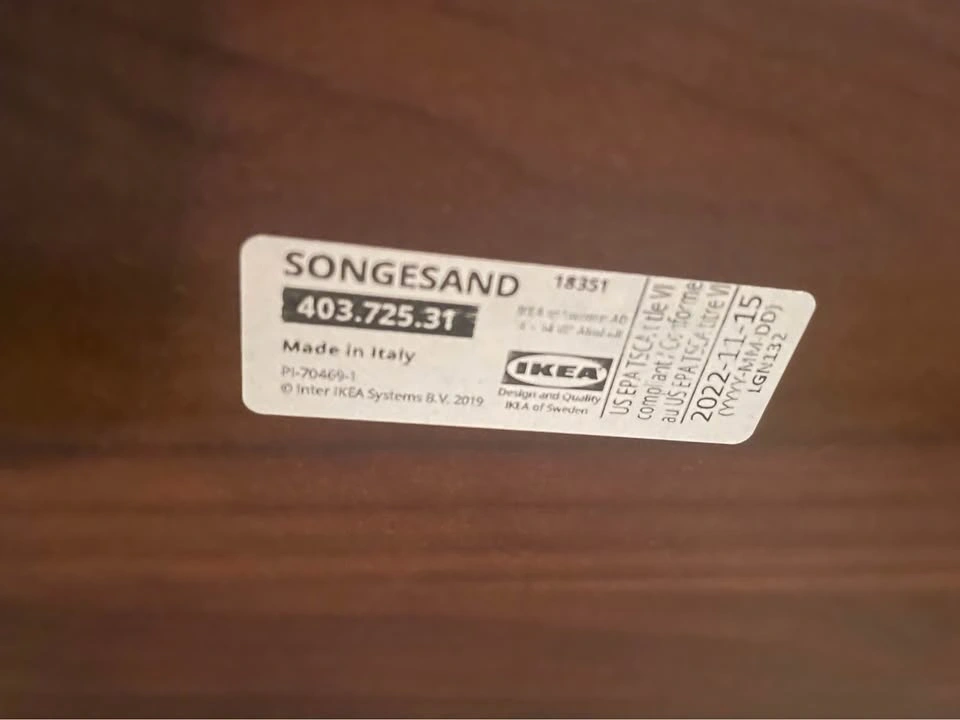 SONGESAND
403.725.31
Made in Italy
PI-70469-1
© Inter IKEA Systems B.V. 2019
18351
IKEA
IKEA
Design and Quality
IKEA of Sweden
US EPA TSCA title VI
compliant/Conforme
au US EPA TSCA titre VI
2022-11-15
(YYYY-MM-DD)
LGN132